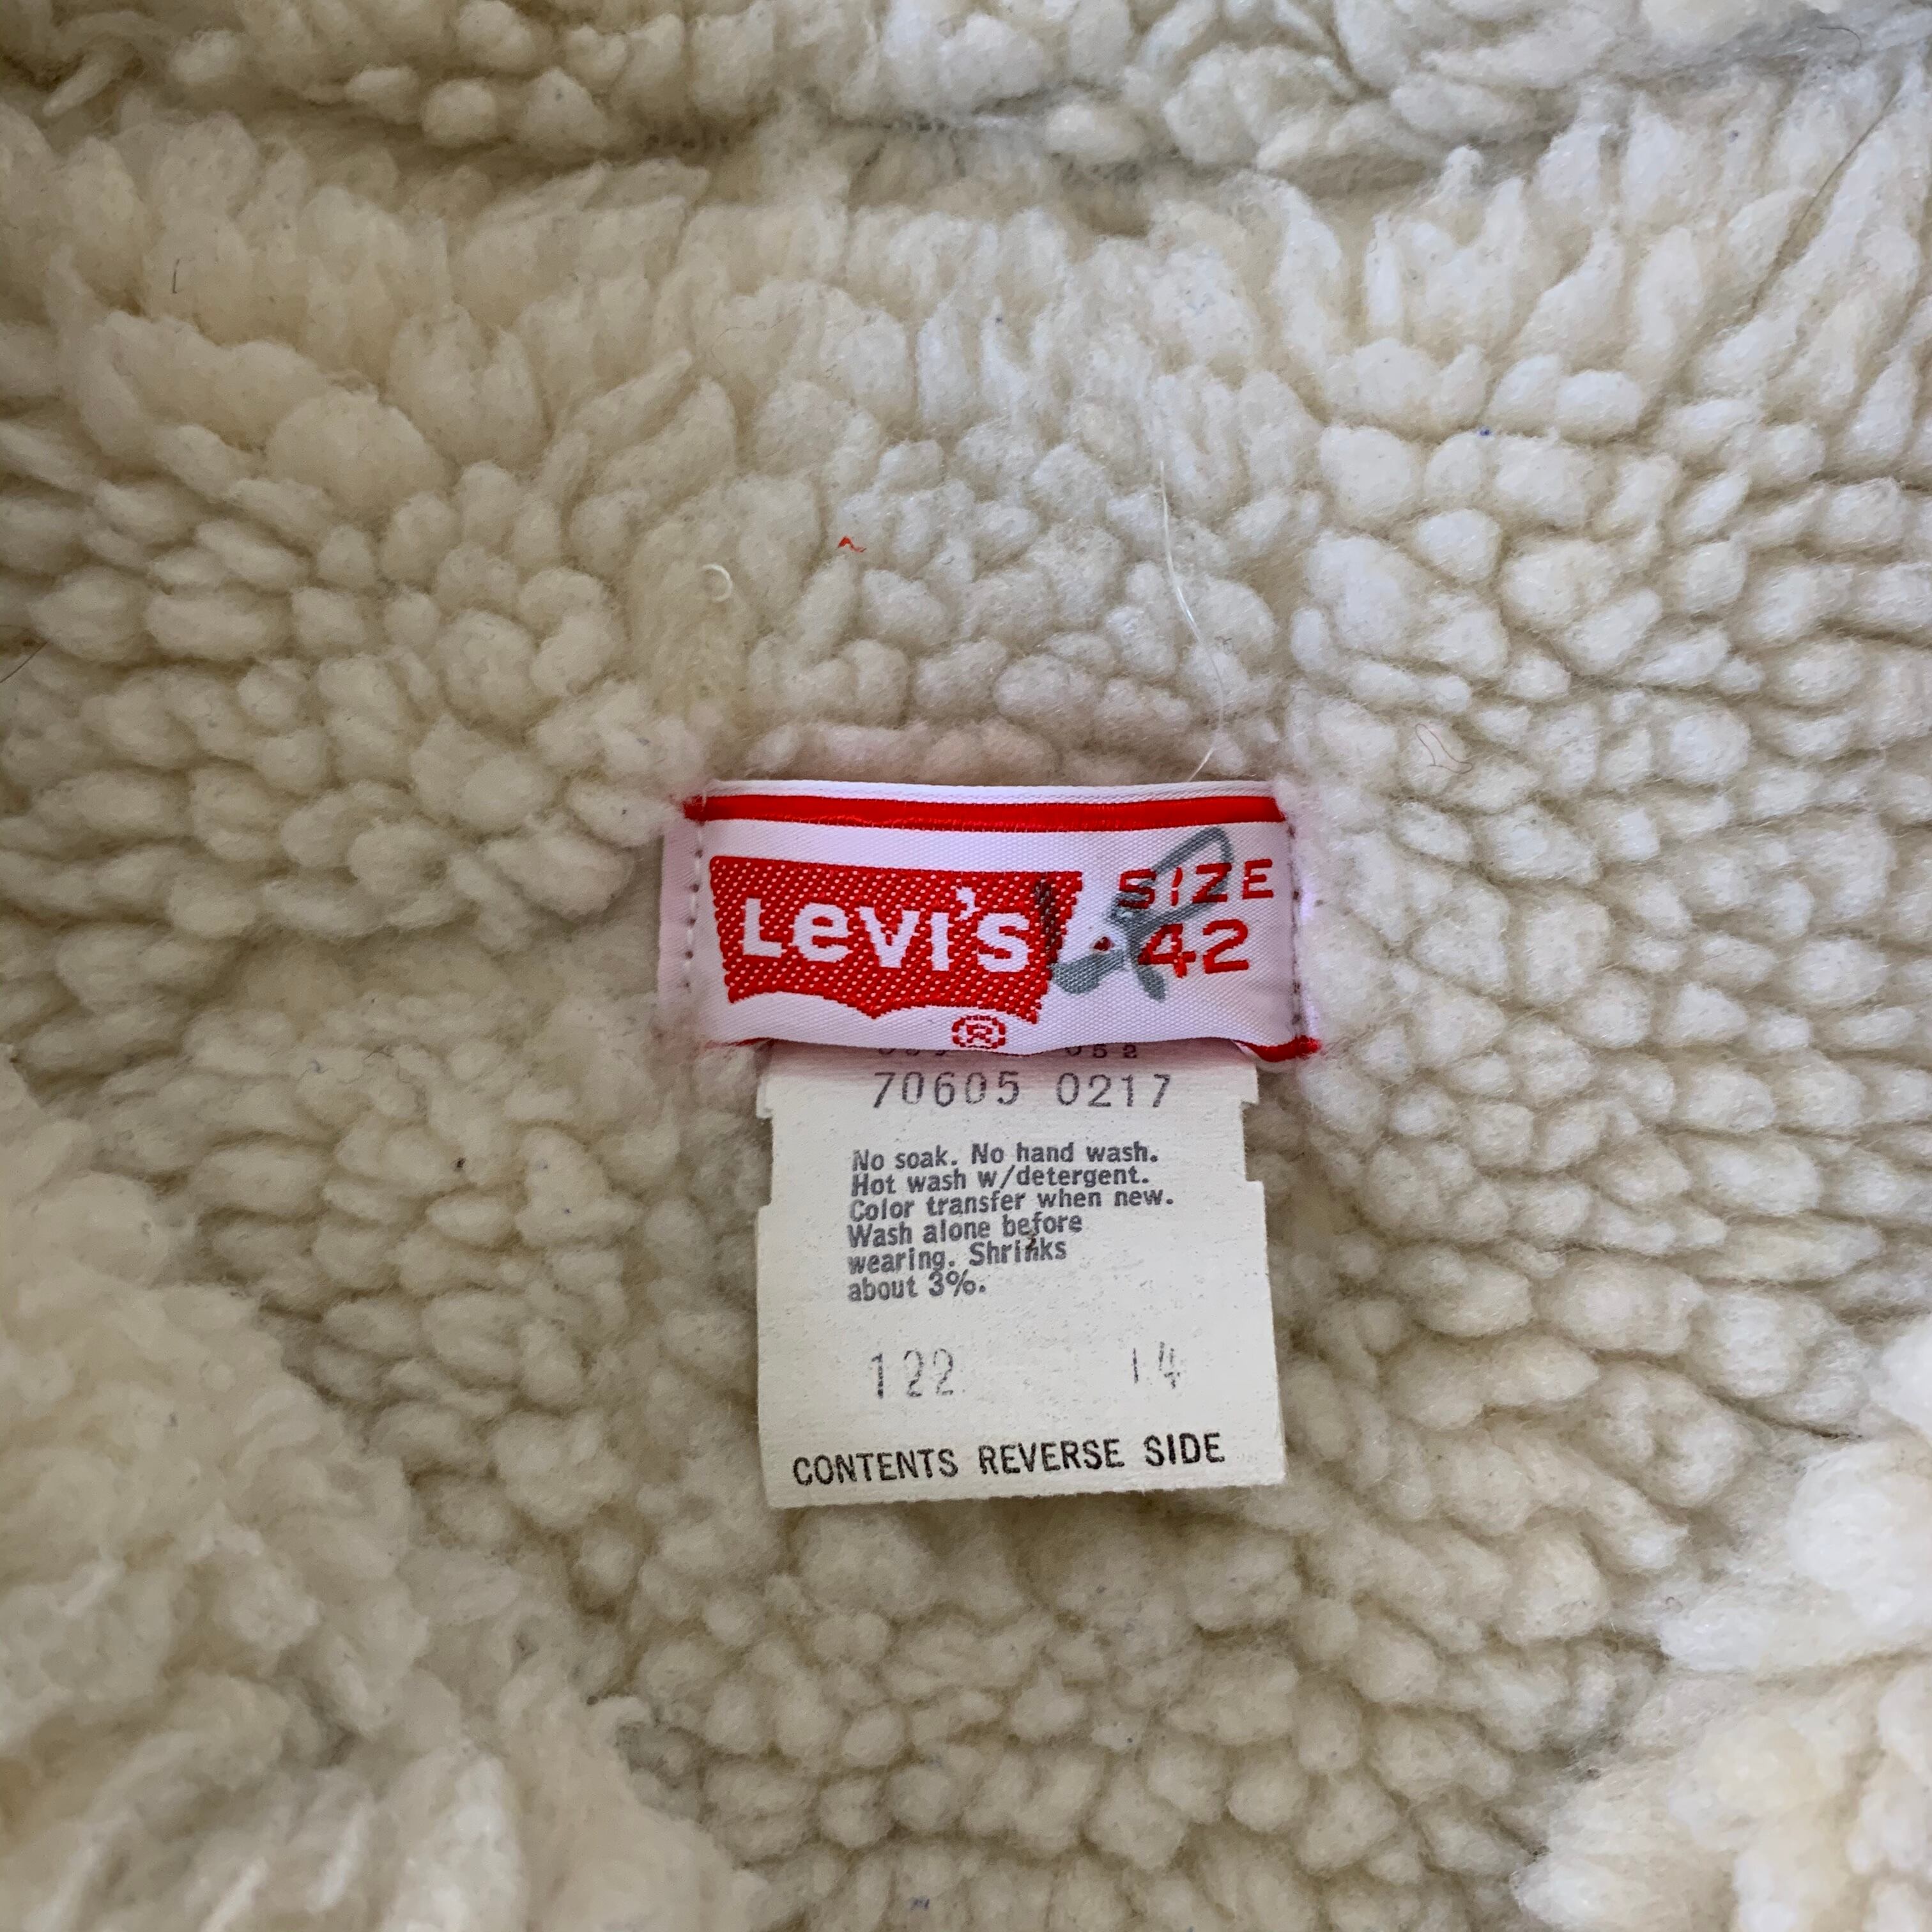 Levi's
SIZE
42
®
70605 0217
No soak. No hand wash.
Hot wash w/detergent.
Color transfer when new.
Wash alone before
wearing. Shrinks
about 3%.
122 14
CONTENTS REVERSE SIDE